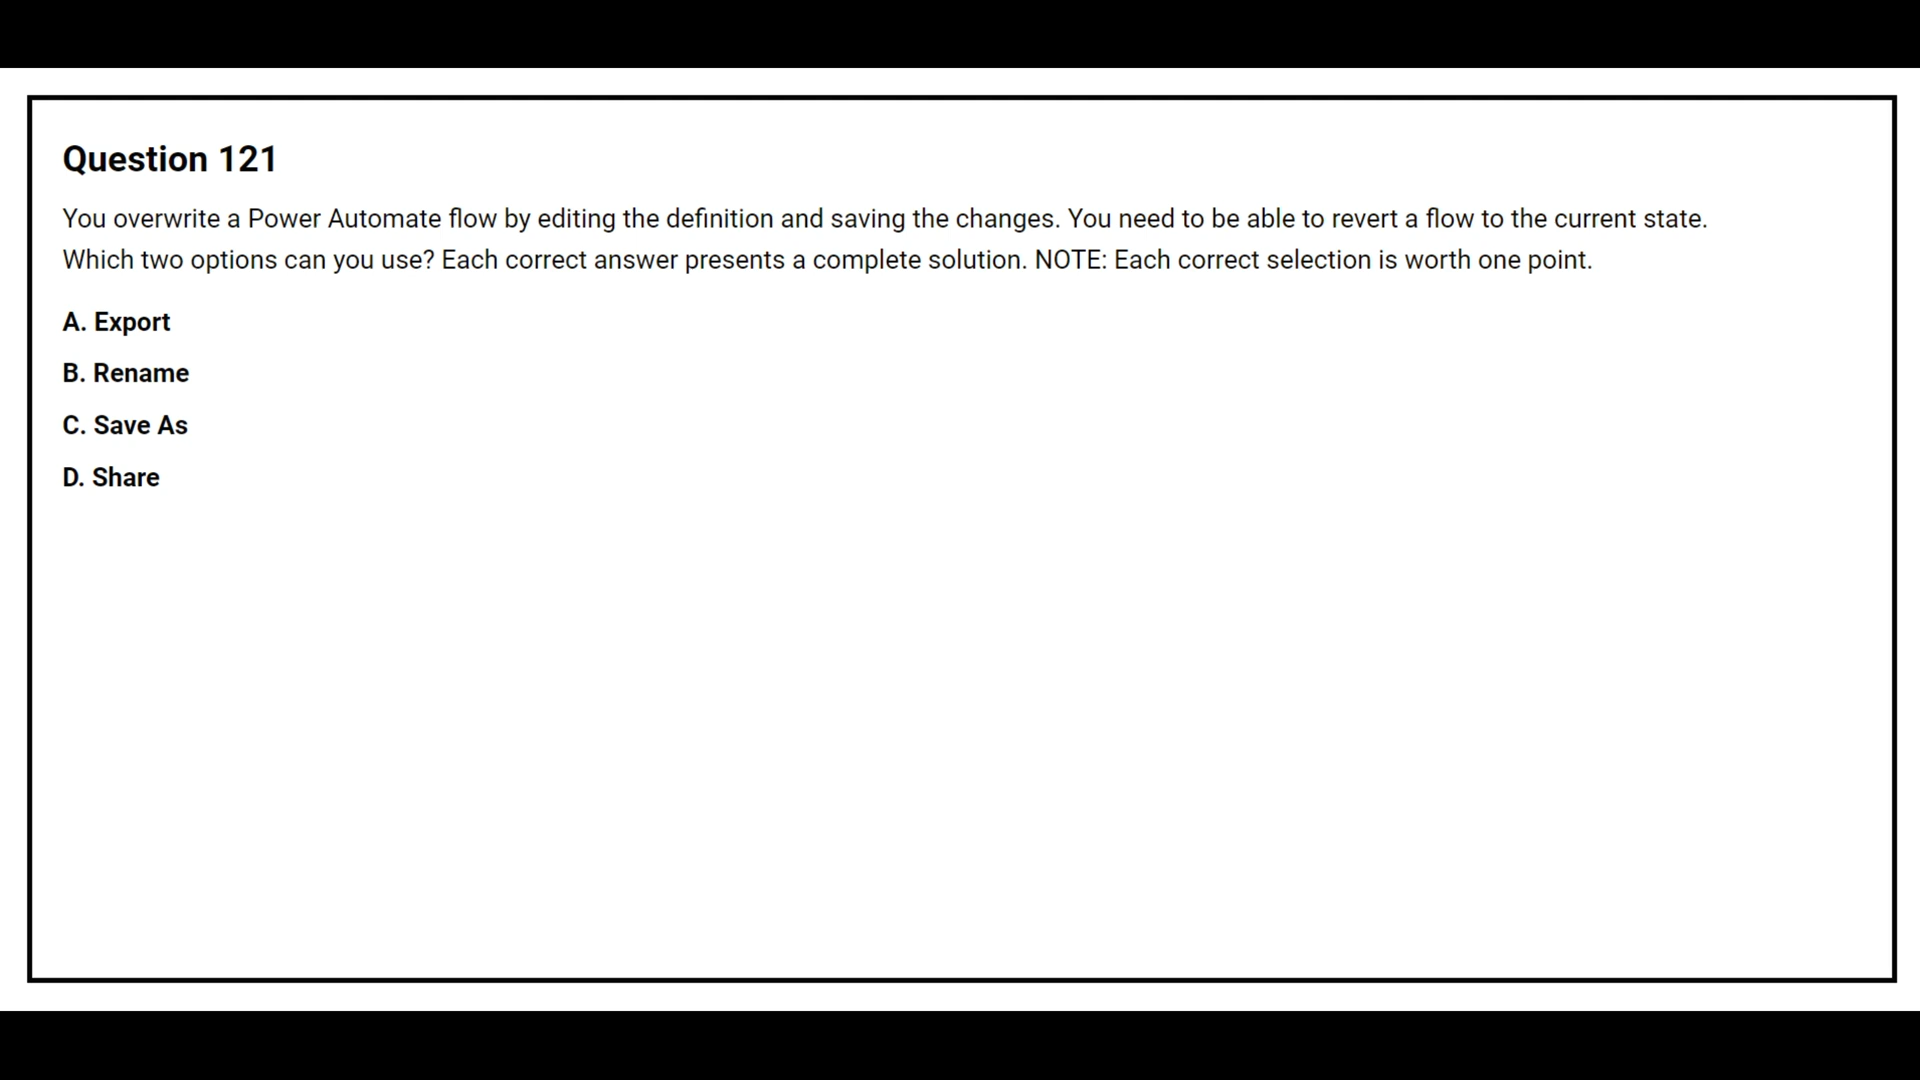 Question 121
You overwrite a Power Automate flow by editing the definition and saving the changes. You need to be able to revert a flow to the current state.
Which two options can you use? Each correct answer presents a complete solution. NOTE: Each correct selection is worth one point.
A. Export
B. Rename
C. Save As
D. Share